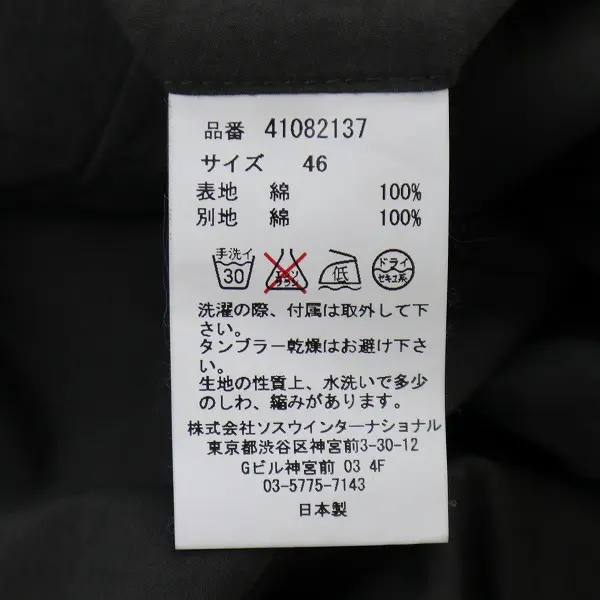 品番 41082137
サイズ 46
表地 綿 100%
別地 綿 100%
手洗イ 30 エンソサラシ 低 ドライ セキユ系
洗濯の際、付属は取外して下
さい。
タンブラー乾燥はお避け下さ
い。
生地の性質上、水洗いで多少
のしわ、縮みがあります。
株式会社ソスウインターナショナル
東京都渋谷区神宮前3-30-12
Gビル神宮前 03 4F
03-5775-7143
日本製